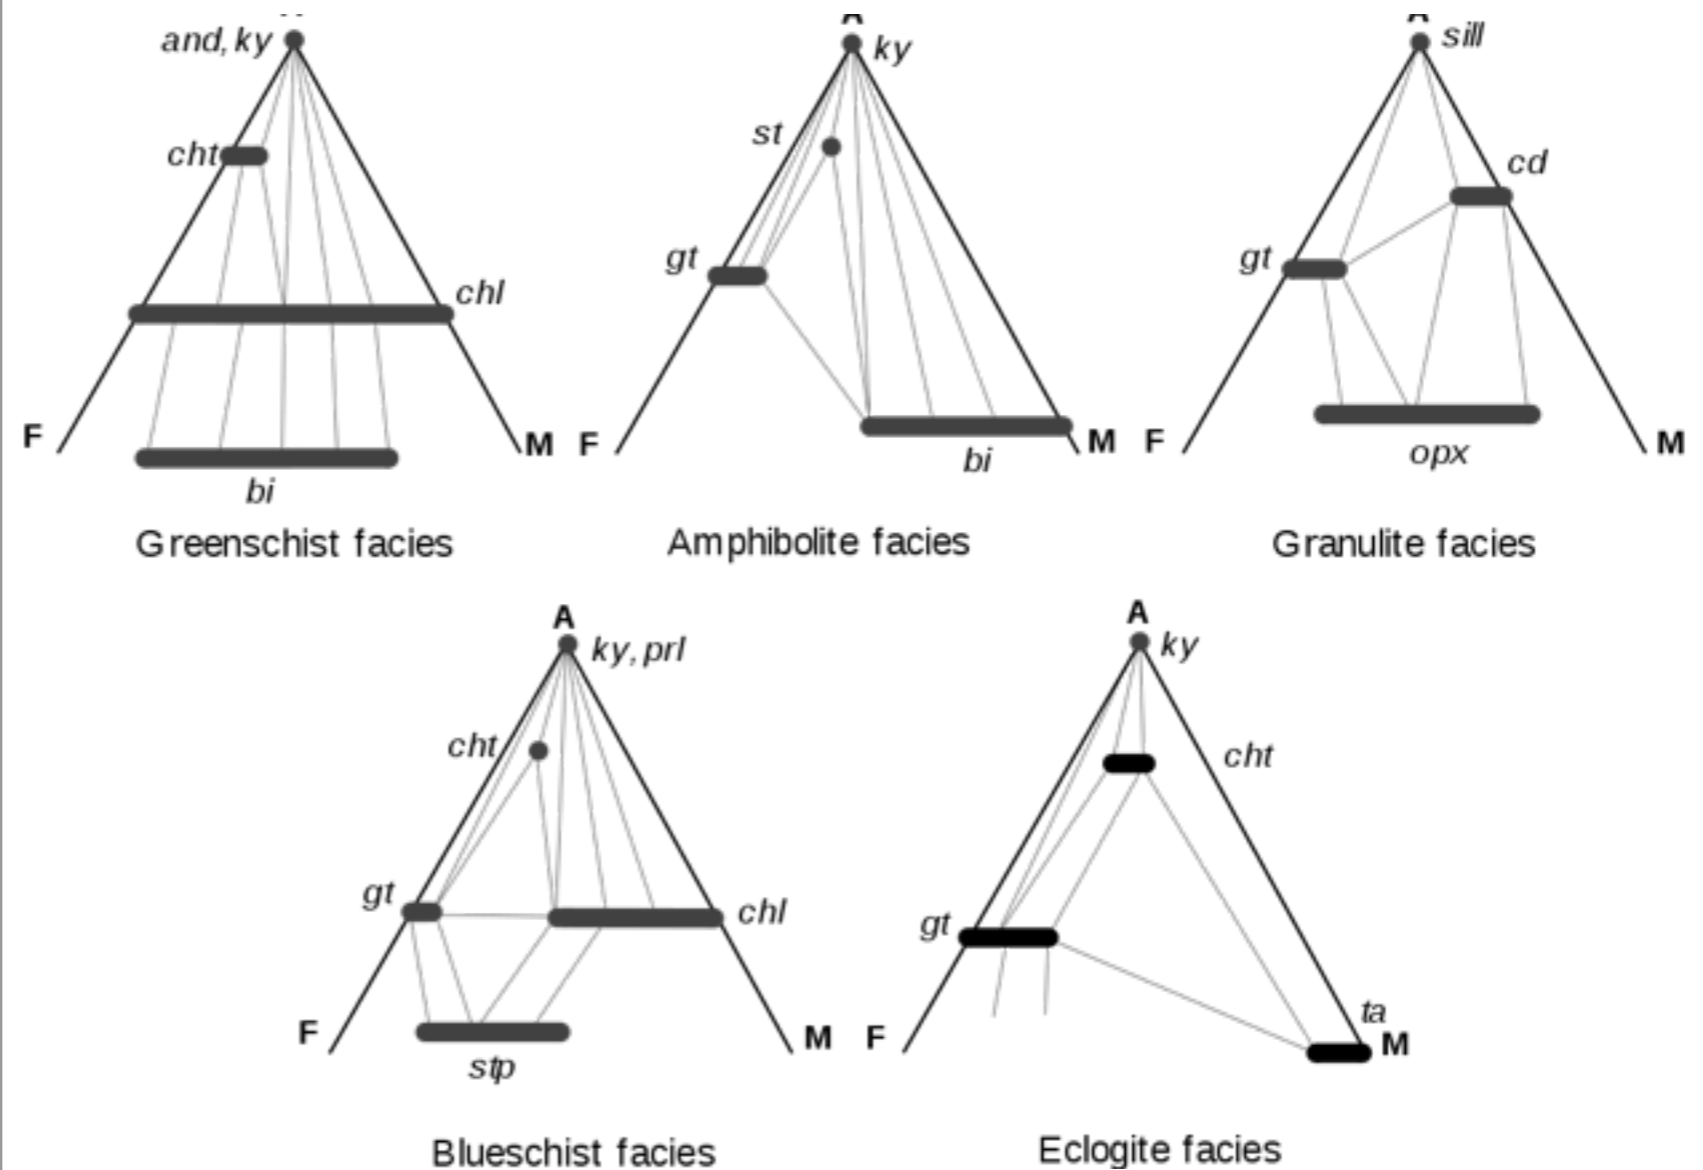 A A
and, ky ky sill
st
cht cd
gt gt
chl
F M F M F M
bi bi opx
Greenschist facies Amphibolite facies Granulite facies
A A
ky, prl ky
cht cht
gt chl gt
ta
F M F M
stp
Blueschist facies Eclogite facies